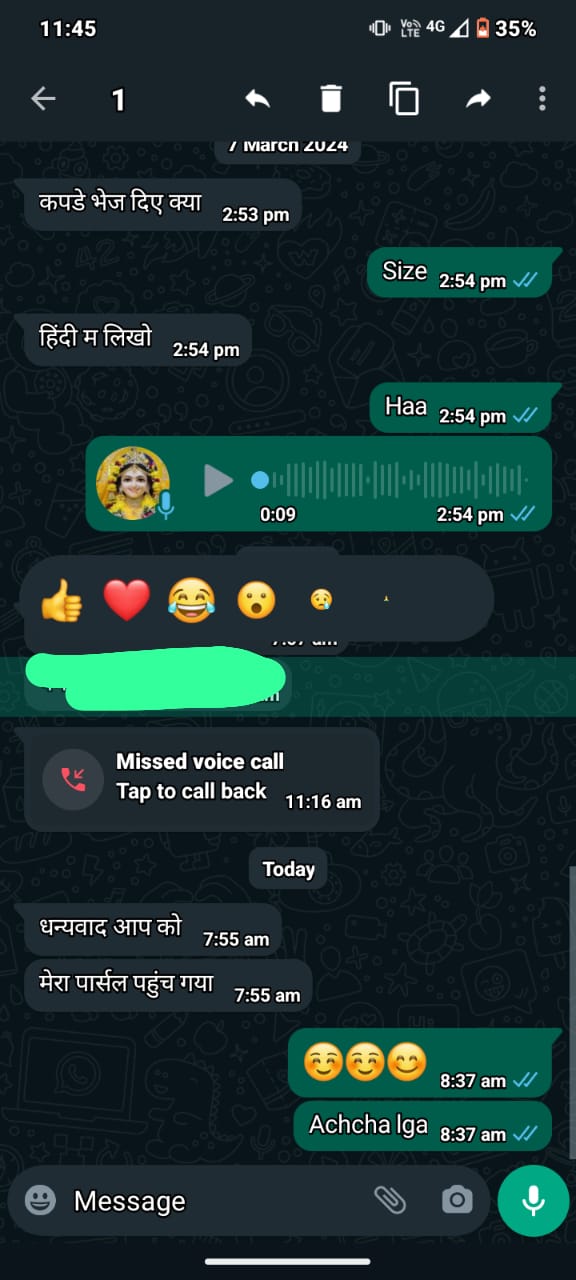 11:45
Vo) LTE 4G 35%
1
7 March 2024
कपडे भेज दिए क्या 2:53 pm
Size 2:54 pm
हिंदी म लिखो 2:54 pm
Haa 2:54 pm
0:09 2:54 pm
Missed voice call
Tap to call back 11:16 am
Today
धन्यवाद आप को 7:55 am
मेरा पार्सल पहुंच गया 7:55 am
☺️☺️😊 8:37 am
Achcha lga 8:37 am
Message